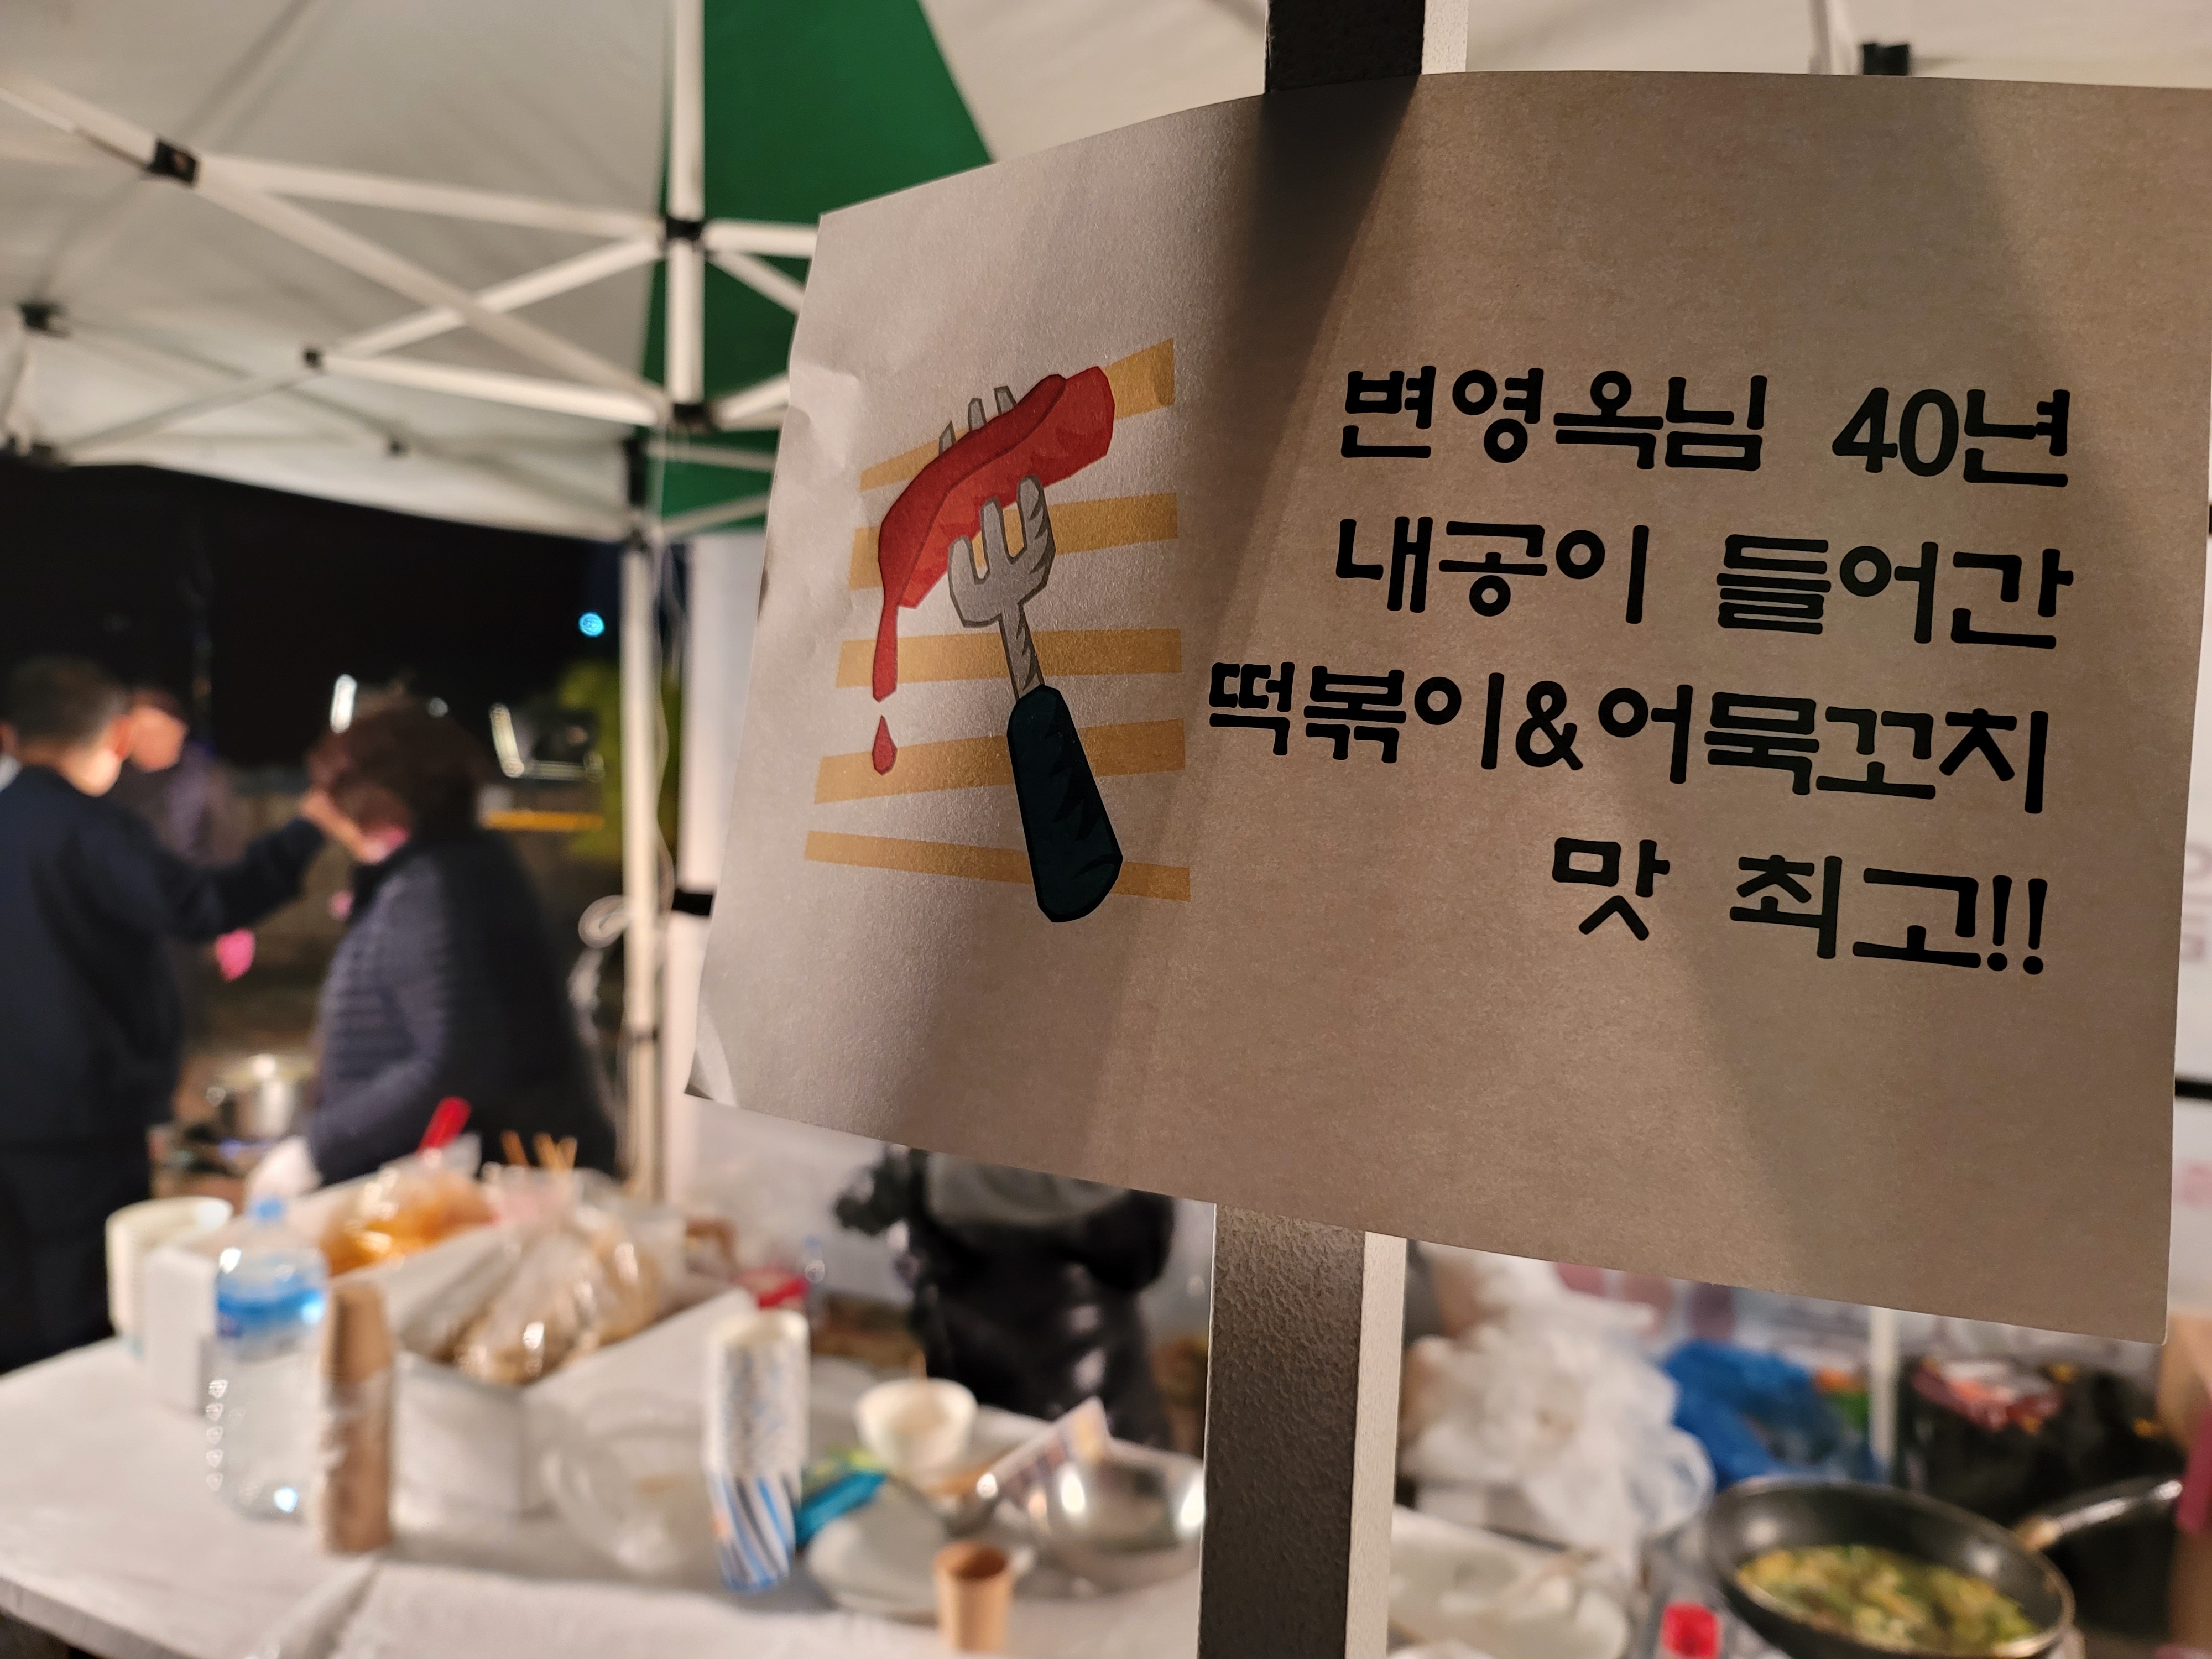 변영옥님 40년
내공이 들어간
떡볶이&어묵꼬치
맛 최고!!